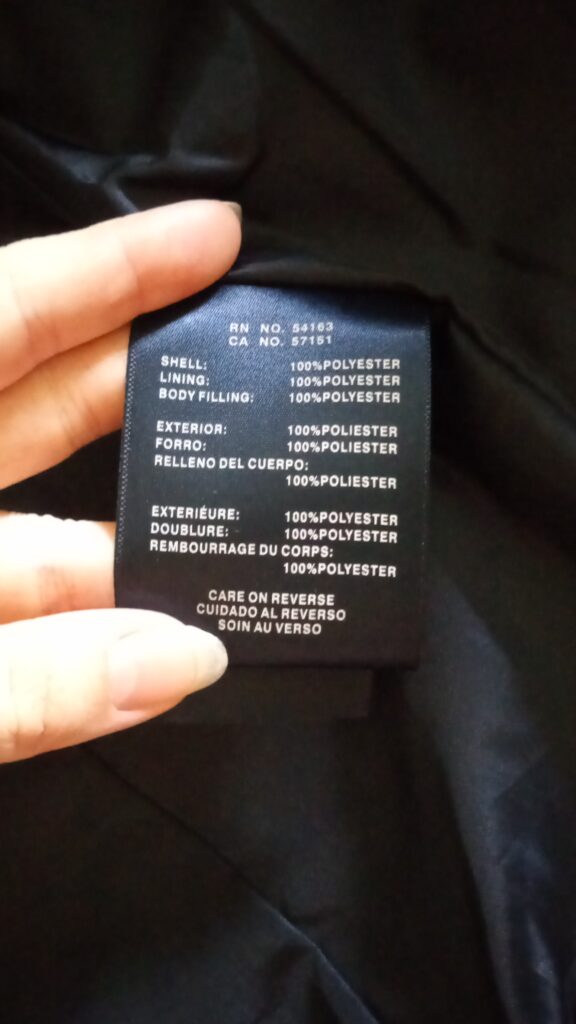 RN NO. 54163
CA NO. 57151
SHELL: 100%POLYESTER
LINING: 100%POLYESTER
BODY FILLING: 100%POLYESTER
EXTERIOR: 100%POLIESTER
FORRO: 100%POLIESTER
RELLENO DEL CUERPO:
100%POLIESTER
EXTERIÉURE: 100%POLYESTER
DOUBLURE: 100%POLYESTER
REMBOURRAGE DU CORPS:
100%POLYESTER
CARE ON REVERSE
CUIDADO AL REVERSO
SOIN AU VERSO